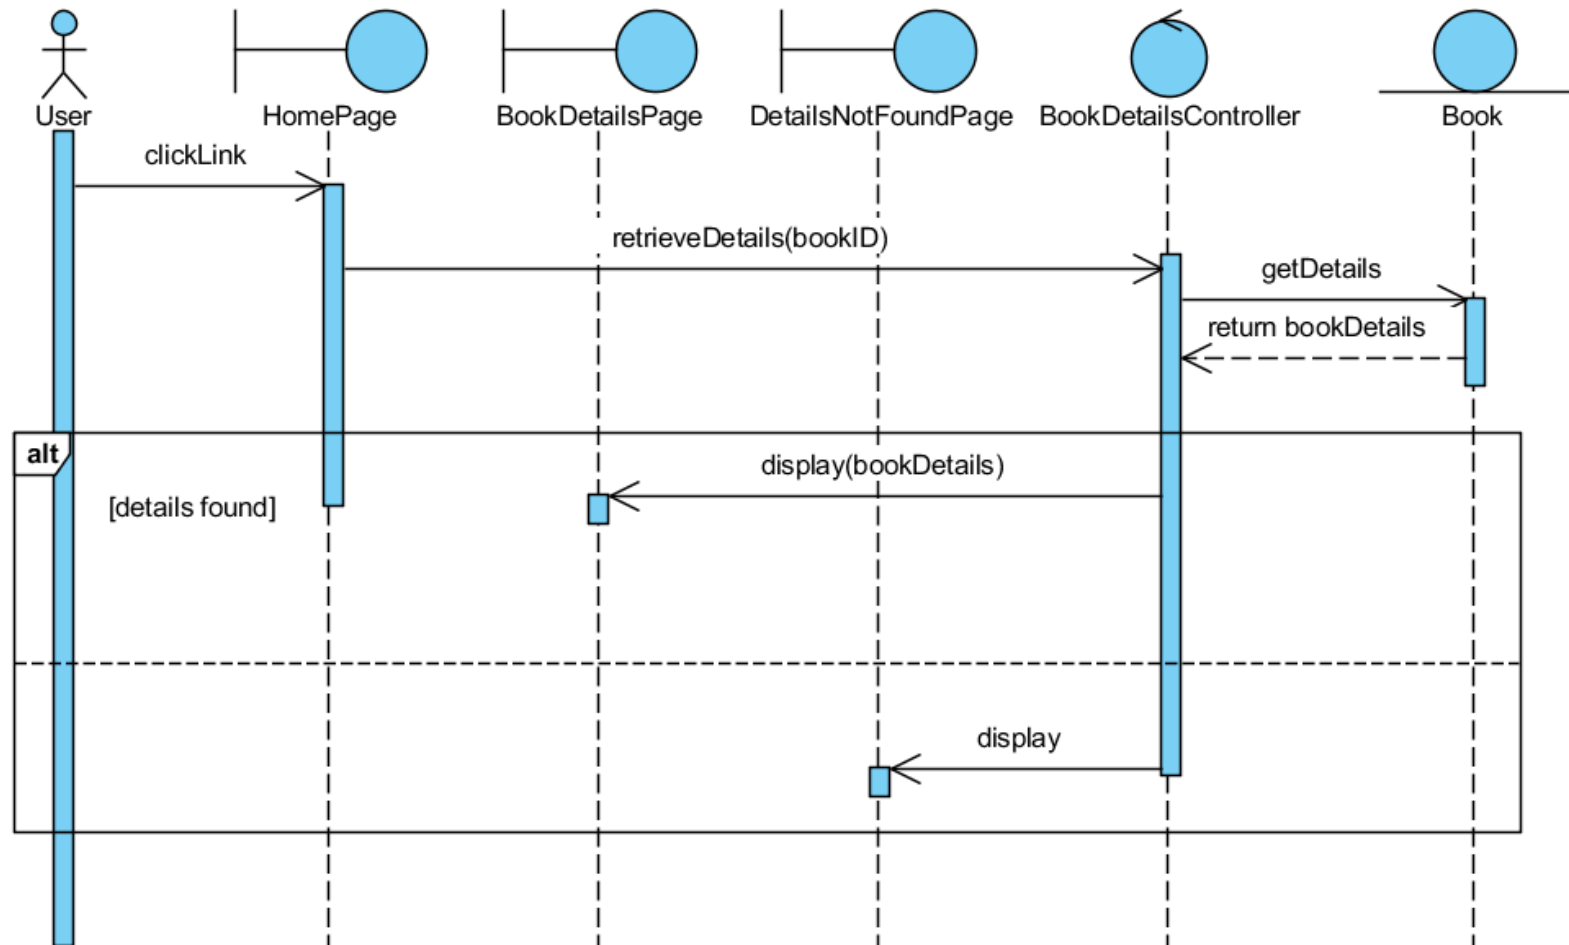 User
HomePage
BookDetailsPage
DetailsNotFoundPage
BookDetailsController
Book
clickLink
retrieveDetails(bookID)
getDetails
return bookDetails
alt
display(bookDetails)
[details found]
display